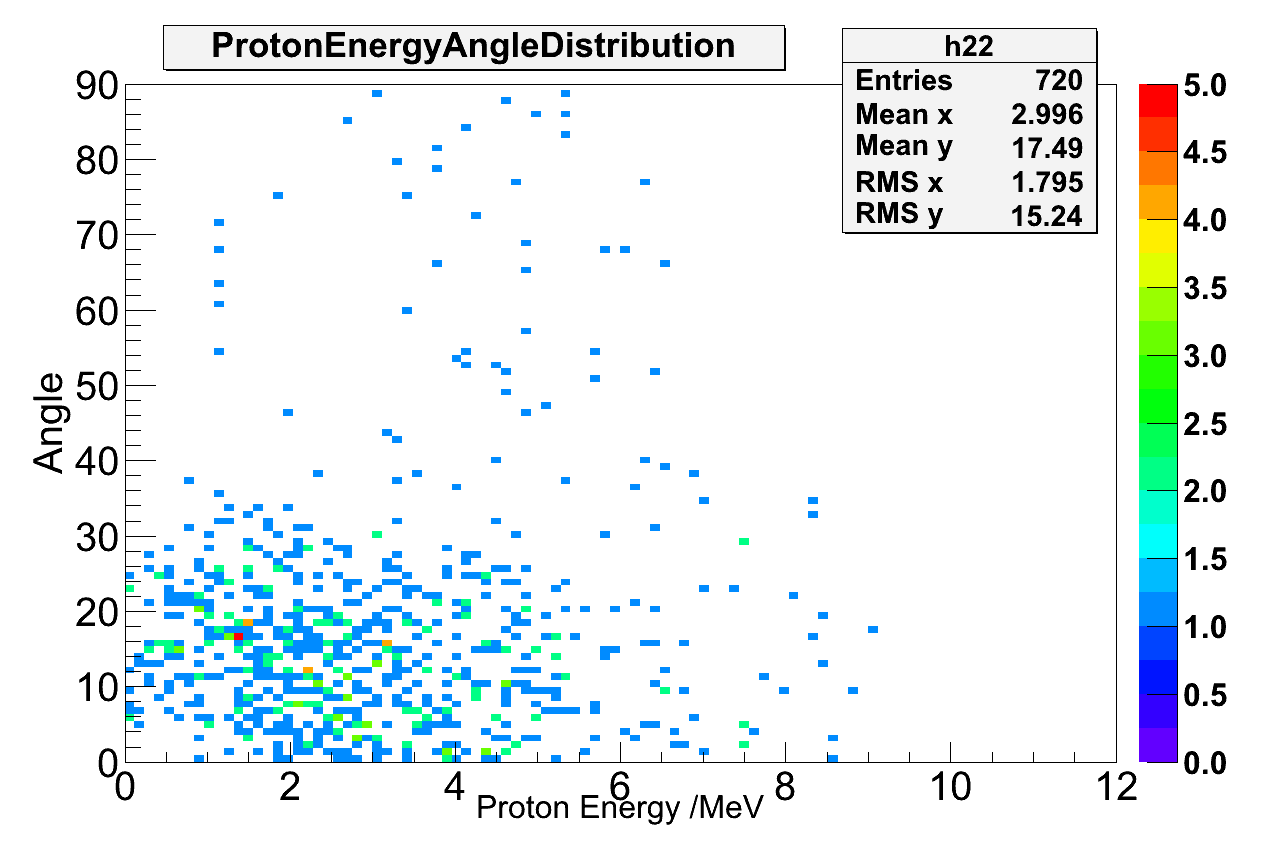 ProtonEnergyAngleDistribution
h22
Entries 720
Mean x 2.996
Mean y 17.49
RMS x 1.795
RMS y 15.24
90
80
70
60
50
40
30
20
10
0
Angle
0 2 4 6 8 10 12
Proton Energy /MeV
5.0
4.5
4.0
3.5
3.0
2.5
2.0
1.5
1.0
0.5
0.0